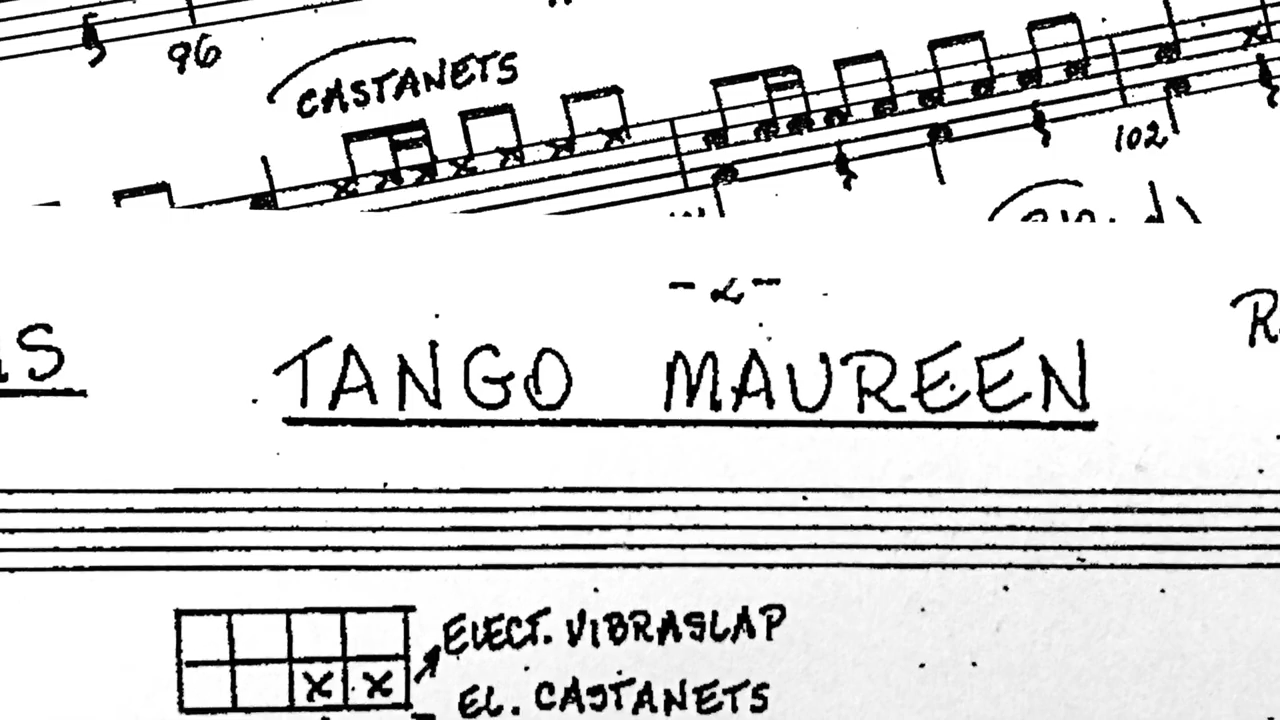 96
CASTANETS
102
- 2 -
TANGO MAUREEN
ELECT. VIBRASLAP
EL. CASTANETS